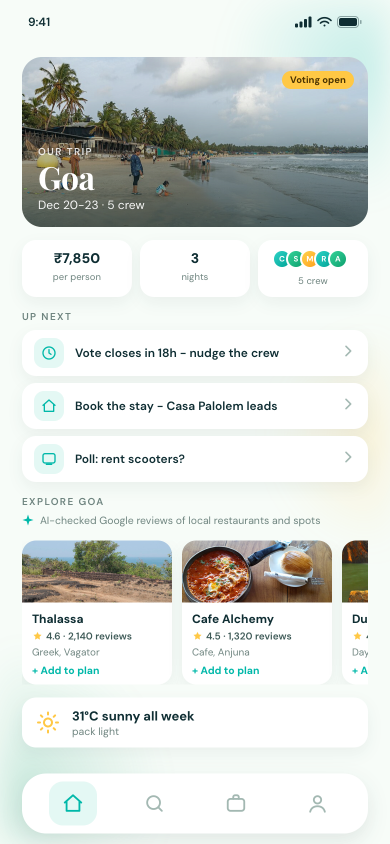 9:41
Voting open
OUR TRIP
Goa
Dec 20–23 · 5 crew
₹7,850
per person
3
nights
C S M R A
5 crew
UP NEXT
Vote closes in 18h – nudge the crew
Book the stay – Casa Palolem leads
Poll: rent scooters?
EXPLORE GOA
AI-checked Google reviews of local restaurants and spots
Thalassa
4.6 · 2,140 reviews
Greek, Vagator
+ Add to plan
Cafe Alchemy
4.5 · 1,320 reviews
Cafe, Anjuna
+ Add to plan
Du
4
Day
+ A
31°C sunny all week
pack light